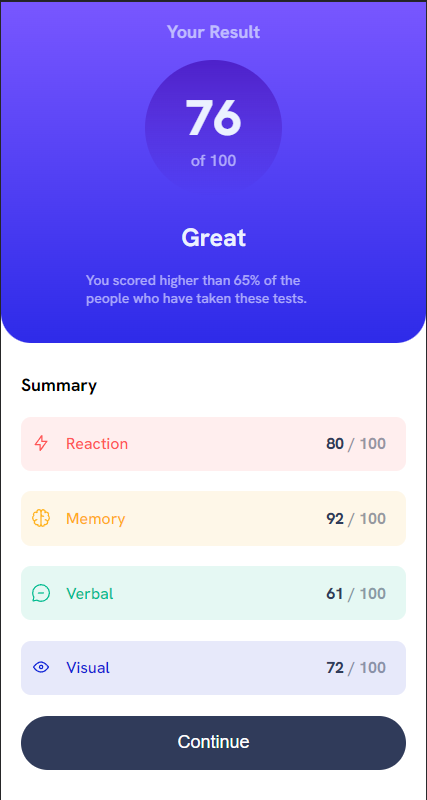 Your Result
76
of 100
Great
You scored higher than 65% of the
people who have taken these tests.
Summary
Reaction 80 / 100
Memory 92 / 100
Verbal 61 / 100
Visual 72 / 100
Continue